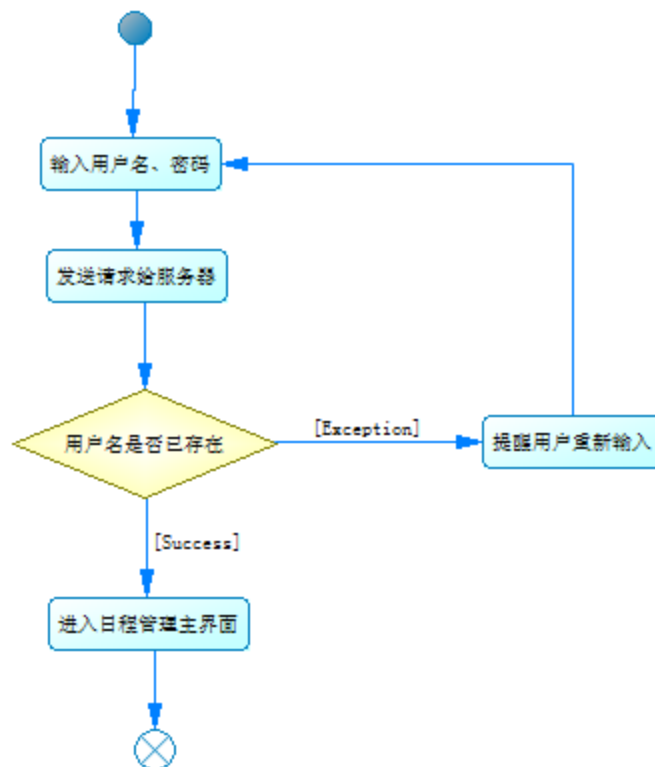 输入用户名、密码
发送请求给服务器
用户名是否已存在
[Exception]
提醒用户重新输入
[Success]
进入日程管理主界面